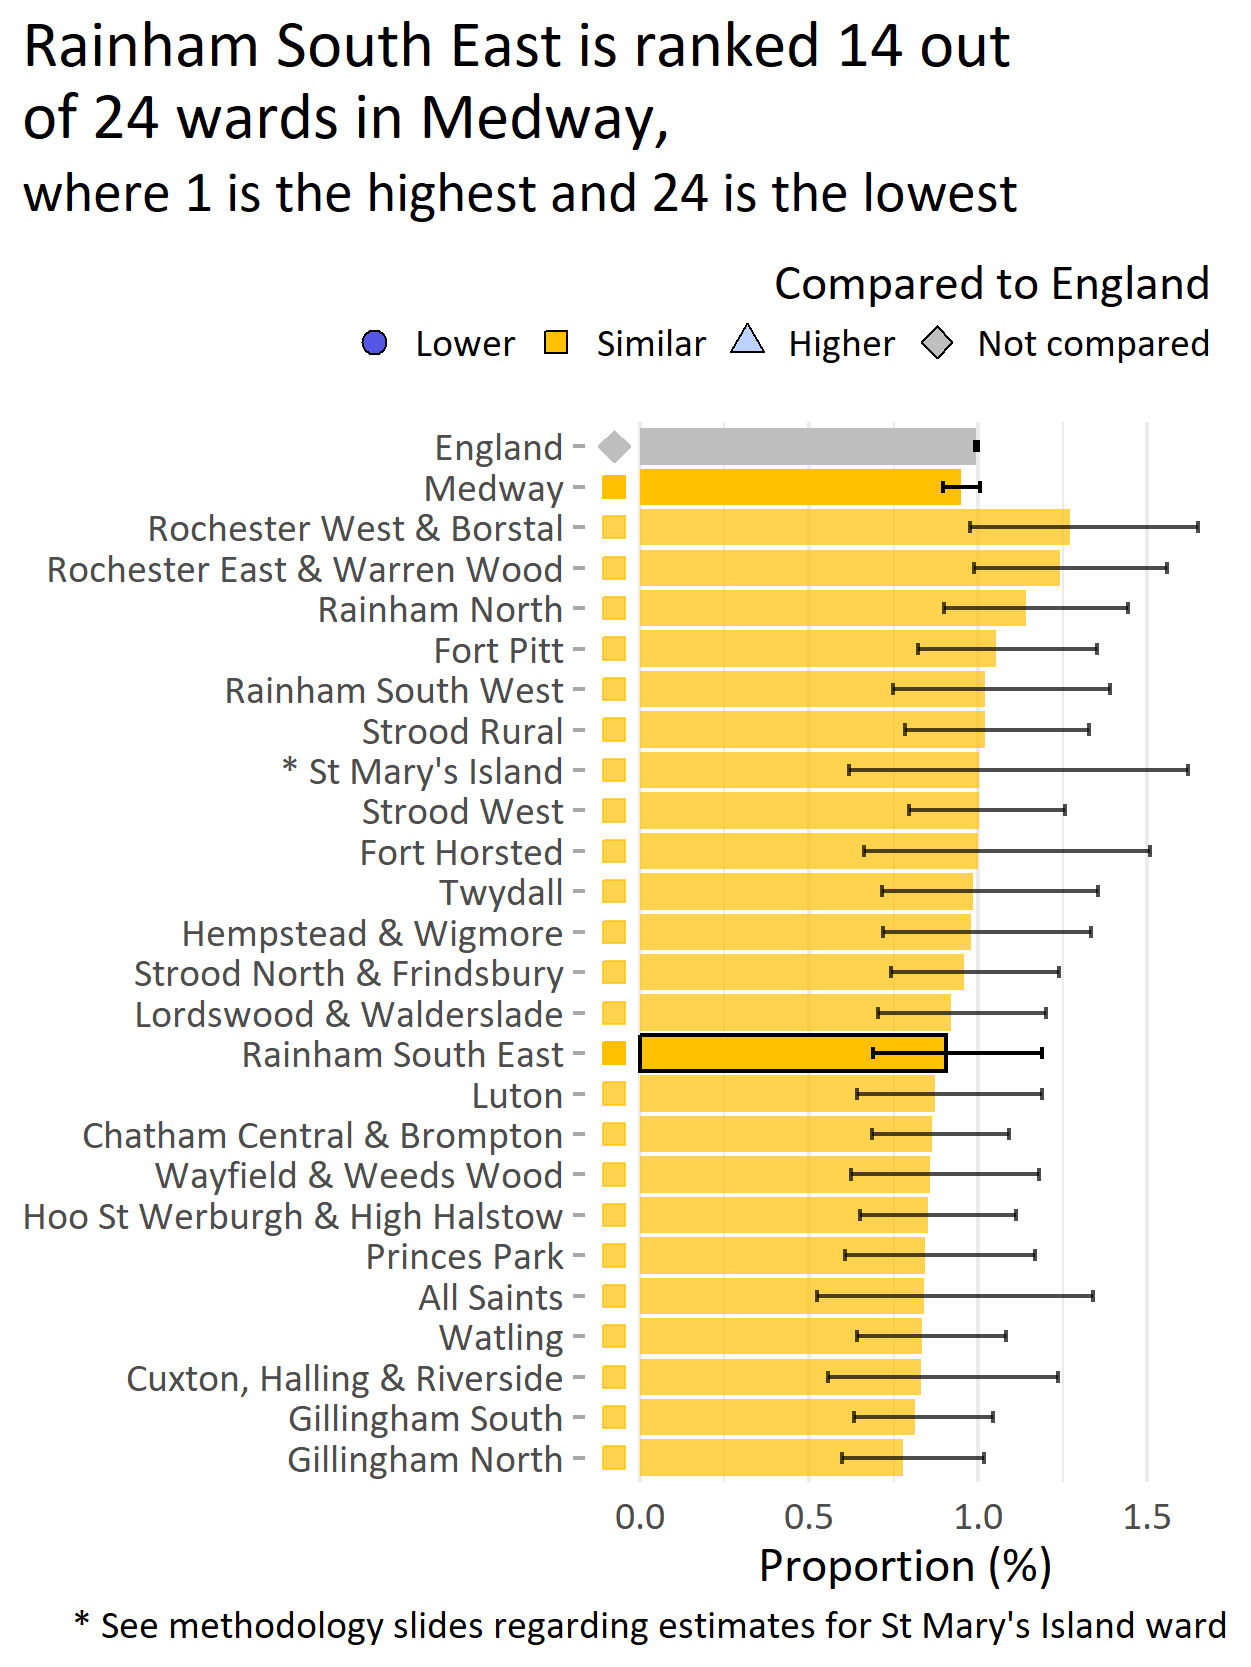 Rainham South East is ranked 14 out
of 24 wards in Medway,
where 1 is the highest and 24 is the lowest
Compared to England
Lower Similar Higher Not compared
England
Medway
Rochester West & Borstal
Rochester East & Warren Wood
Rainham North
Fort Pitt
Rainham South West
Strood Rural
* St Mary's Island
Strood West
Fort Horsted
Twydall
Hempstead & Wigmore
Strood North & Frindsbury
Lordswood & Walderslade
Rainham South East
Luton
Chatham Central & Brompton
Wayfield & Weeds Wood
Hoo St Werburgh & High Halstow
Princes Park
All Saints
Watling
Cuxton, Halling & Riverside
Gillingham South
Gillingham North
0.0 0.5 1.0 1.5
Proportion (%)
* See methodology slides regarding estimates for St Mary's Island ward